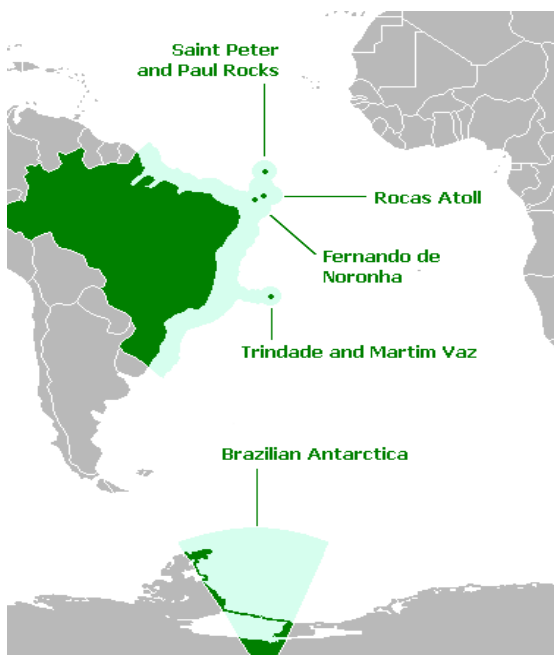 Saint Peter
and Paul Rocks
Rocas Atoll
Fernando de
Noronha
Trindade and Martim Vaz
Brazilian Antarctica